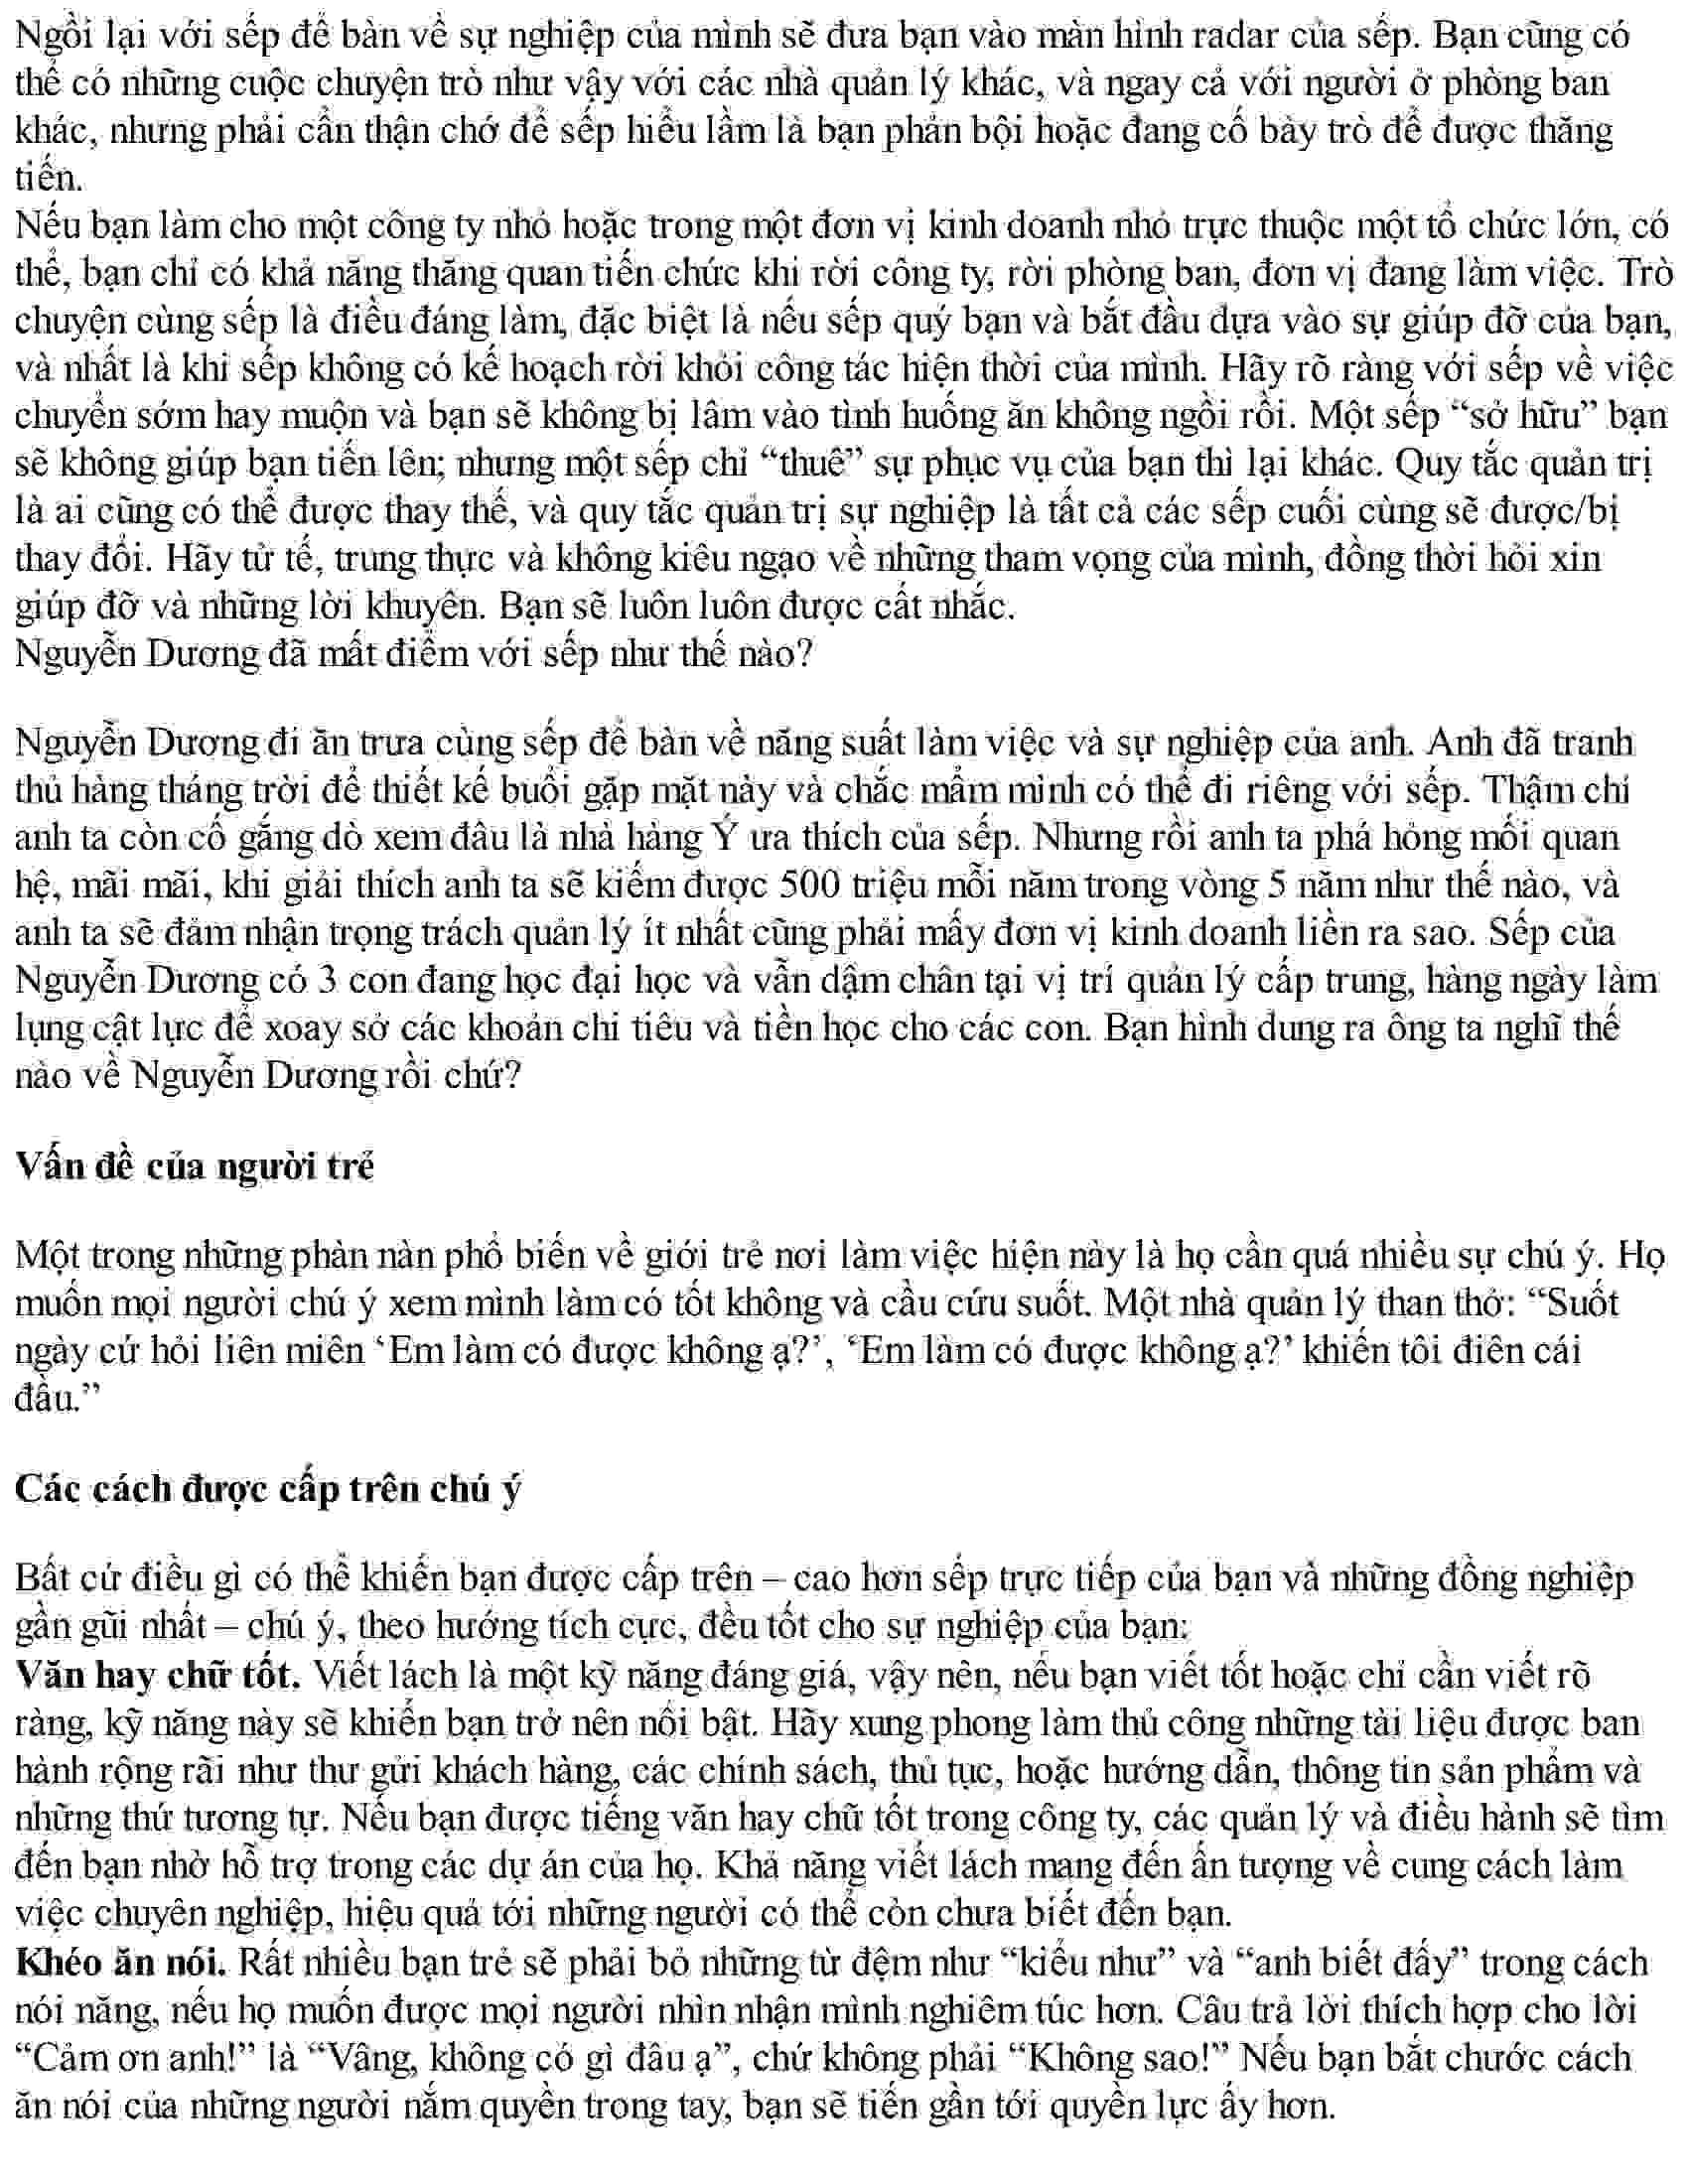 Ngồi lại với sếp để bàn về sự nghiệp của mình sẽ đưa bạn vào màn hình radar của sếp. Bạn cũng có
thể có những cuộc chuyện trò như vậy với các nhà quản lý khác, và ngay cả với người ở phòng ban
khác, nhưng phải cẩn thận chớ để sếp hiểu lầm là bạn phản bội hoặc đang cố bày trò để được thăng
tiến.
Nếu bạn làm cho một công ty nhỏ hoặc trong một đơn vị kinh doanh nhỏ trực thuộc một tổ chức lớn, có
thể, bạn chỉ có khả năng thăng quan tiến chức khi rời công ty, rời phòng ban, đơn vị đang làm việc. Trò
chuyện cùng sếp là điều đáng làm, đặc biệt là nếu sếp quý bạn và bắt đầu dựa vào sự giúp đỡ của bạn,
và nhất là khi sếp không có kế hoạch rời khỏi công tác hiện thời của mình. Hãy rõ ràng với sếp về việc
chuyển sớm hay muộn và bạn sẽ không bị lâm vào tình huống ăn không ngồi rồi. Một sếp “sở hữu” bạn
sẽ không giúp bạn tiến lên; nhưng một sếp chỉ “thuê” sự phục vụ của bạn thì lại khác. Quy tắc quản trị
là ai cũng có thể được thay thế, và quy tắc quản trị sự nghiệp là tất cả các sếp cuối cùng sẽ được/bị
thay đổi. Hãy tử tế, trung thực và không kiêu ngạo về những tham vọng của mình, đồng thời hỏi xin
giúp đỡ và những lời khuyên. Bạn sẽ luôn luôn được cất nhắc.
Nguyễn Dương đã mất điểm với sếp như thế nào?
Nguyễn Dương đi ăn trưa cùng sếp để bàn về năng suất làm việc và sự nghiệp của anh. Anh đã tranh
thủ hàng tháng trời để thiết kế buổi gặp mặt này và chắc mẩm mình có thể đi riêng với sếp. Thậm chí
anh ta còn cố gắng dò xem đâu là nhà hàng Ý ưa thích của sếp. Nhưng rồi anh ta phá hỏng mối quan
hệ, mãi mãi, khi giải thích anh ta sẽ kiếm được 500 triệu mỗi năm trong vòng 5 năm như thế nào, và
anh ta sẽ đảm nhận trọng trách quản lý ít nhất cũng phải mấy đơn vị kinh doanh liền ra sao. Sếp của
Nguyễn Dương có 3 con đang học đại học và vẫn dậm chân tại vị trí quản lý cấp trung, hàng ngày làm
lụng cật lực để xoay sở các khoản chi tiêu và tiền học cho các con. Bạn hình dung ra ông ta nghĩ thế
nào về Nguyễn Dương rồi chứ?
Vấn đề của người trẻ
Một trong những phàn nàn phổ biến về giới trẻ nơi làm việc hiện này là họ cần quá nhiều sự chú ý. Họ
muốn mọi người chú ý xem mình làm có tốt không và cầu cứu suốt. Một nhà quản lý than thở: “Suốt
ngày cứ hỏi liên miên ‘Em làm có được không ạ?’, ‘Em làm có được không ạ?’ khiến tôi điên cái
đầu.”
Các cách được cấp trên chú ý
Bất cứ điều gì có thể khiến bạn được cấp trên – cao hơn sếp trực tiếp của bạn và những đồng nghiệp
gần gũi nhất – chú ý, theo hướng tích cực, đều tốt cho sự nghiệp của bạn:
Văn hay chữ tốt. Viết lách là một kỹ năng đáng giá, vậy nên, nếu bạn viết tốt hoặc chỉ cần viết rõ
ràng, kỹ năng này sẽ khiến bạn trở nên nổi bật. Hãy xung phong làm thủ công những tài liệu được ban
hành rộng rãi như thư gửi khách hàng, các chính sách, thủ tục, hoặc hướng dẫn, thông tin sản phẩm và
những thứ tương tự. Nếu bạn được tiếng văn hay chữ tốt trong công ty, các quản lý và điều hành sẽ tìm
đến bạn nhờ hỗ trợ trong các dự án của họ. Khả năng viết lách mang đến ấn tượng về cung cách làm
việc chuyên nghiệp, hiệu quả tới những người có thể còn chưa biết đến bạn.
Khéo ăn nói. Rất nhiều bạn trẻ sẽ phải bỏ những từ đệm như “kiểu như” và “anh biết đấy” trong cách
nói năng, nếu họ muốn được mọi người nhìn nhận mình nghiêm túc hơn. Câu trả lời thích hợp cho lời
“Cảm ơn anh!” là “Vâng, không có gì đâu ạ”, chứ không phải “Không sao!” Nếu bạn bắt chước cách
ăn nói của những người nắm quyền trong tay, bạn sẽ tiến gần tới quyền lực ấy hơn.